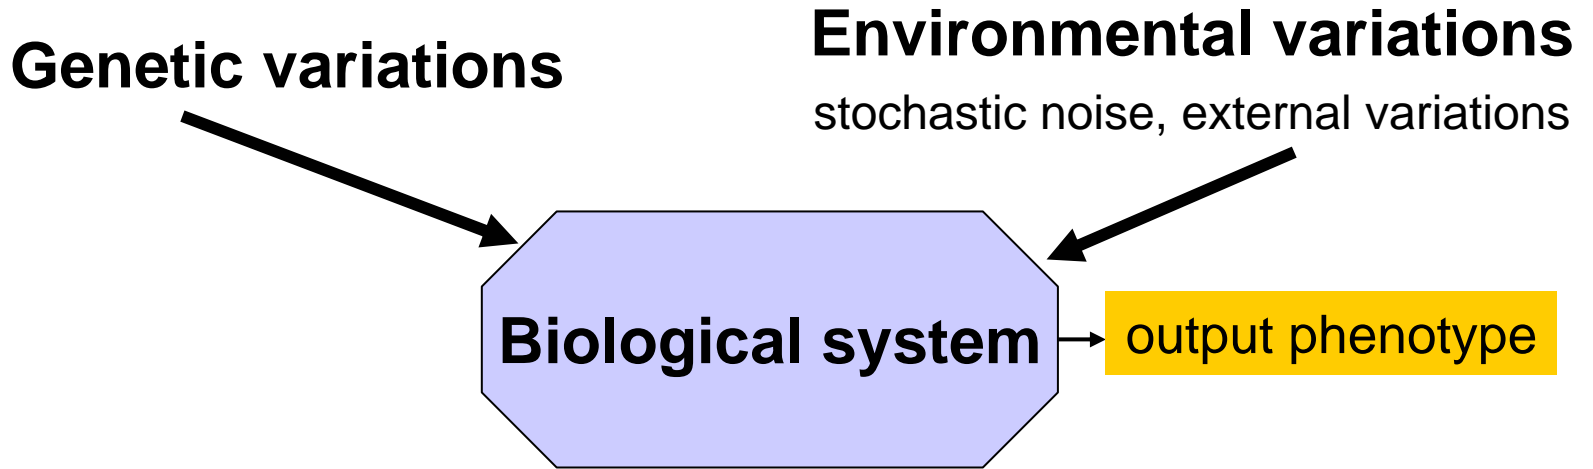 Genetic variations
Environmental variations
stochastic noise, external variations
Biological system
output phenotype